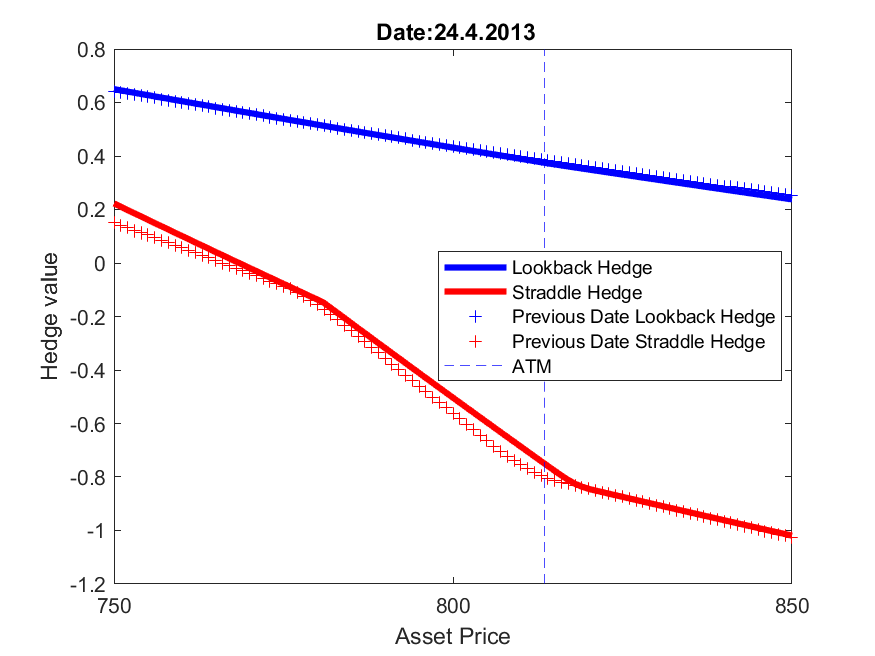 Date:24.4.2013
0.8
0.6
0.4
0.2
0
-0.2
-0.4
-0.6
-0.8
-1
-1.2
Hedge value
Lookback Hedge
Straddle Hedge
Previous Date Lookback Hedge
Previous Date Straddle Hedge
ATM
750
800
850
Asset Price